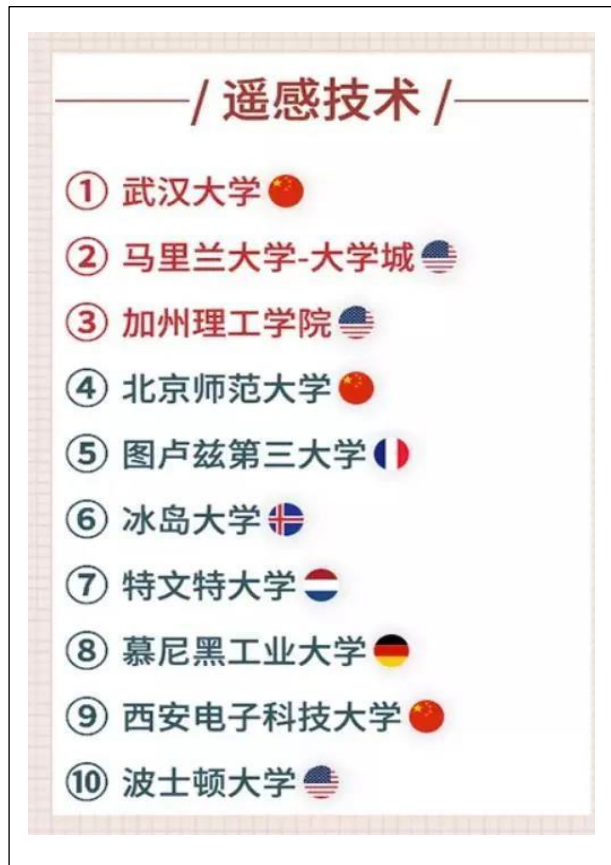 / 遥感技术 /
① 武汉大学
② 马里兰大学-大学城
③ 加州理工学院
④ 北京师范大学
⑤ 图卢兹第三大学
⑥ 冰岛大学
⑦ 特文特大学
⑧ 慕尼黑工业大学
⑨ 西安电子科技大学
⑩ 波士顿大学